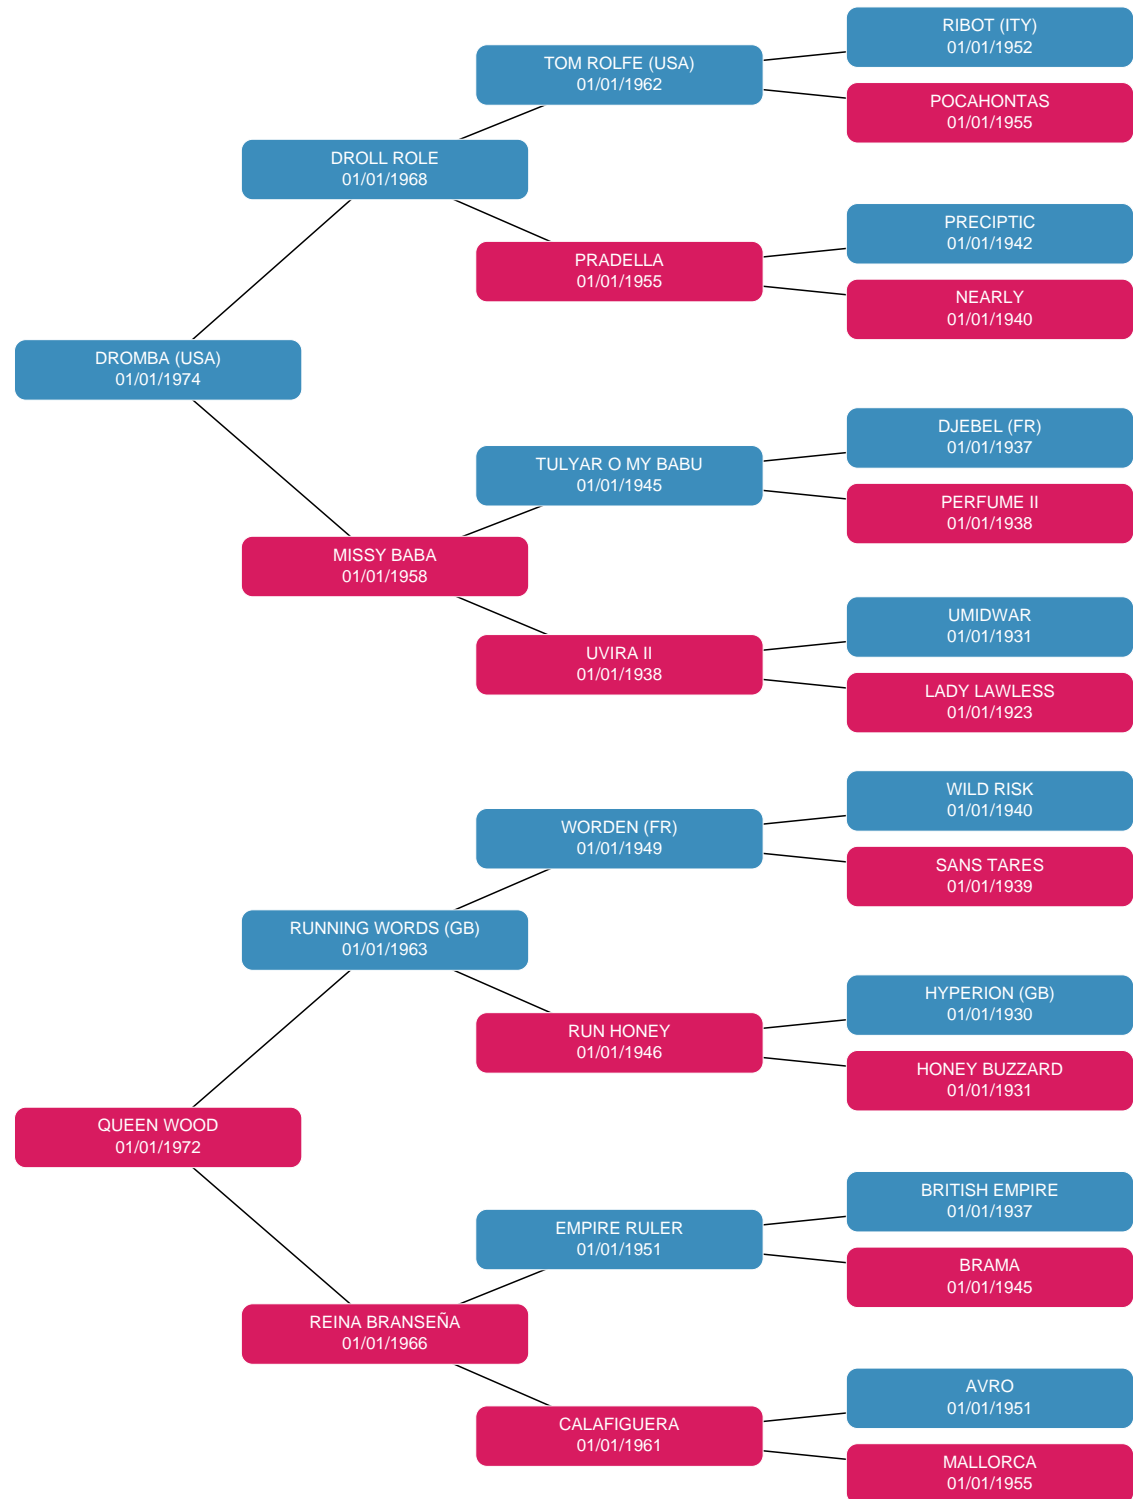 RIBOT (ITY)
01/01/1952
TOM ROLFE (USA)
01/01/1962
POCAHONTAS
01/01/1955
DROLL ROLE
01/01/1968
PRECIPTIC
01/01/1942
PRADELLA
01/01/1955
NEARLY
01/01/1940
DROMBA (USA)
01/01/1974
DJEBEL (FR)
01/01/1937
TULYAR O MY BABU
01/01/1945
PERFUME II
01/01/1938
MISSY BABA
01/01/1958
UMIDWAR
01/01/1931
UVIRA II
01/01/1938
LADY LAWLESS
01/01/1923
WILD RISK
01/01/1940
WORDEN (FR)
01/01/1949
SANS TARES
01/01/1939
RUNNING WORDS (GB)
01/01/1963
HYPERION (GB)
01/01/1930
RUN HONEY
01/01/1946
HONEY BUZZARD
01/01/1931
QUEEN WOOD
01/01/1972
BRITISH EMPIRE
01/01/1937
EMPIRE RULER
01/01/1951
BRAMA
01/01/1945
REINA BRANSEÑA
01/01/1966
AVRO
01/01/1951
CALAFIGUERA
01/01/1961
MALLORCA
01/01/1955